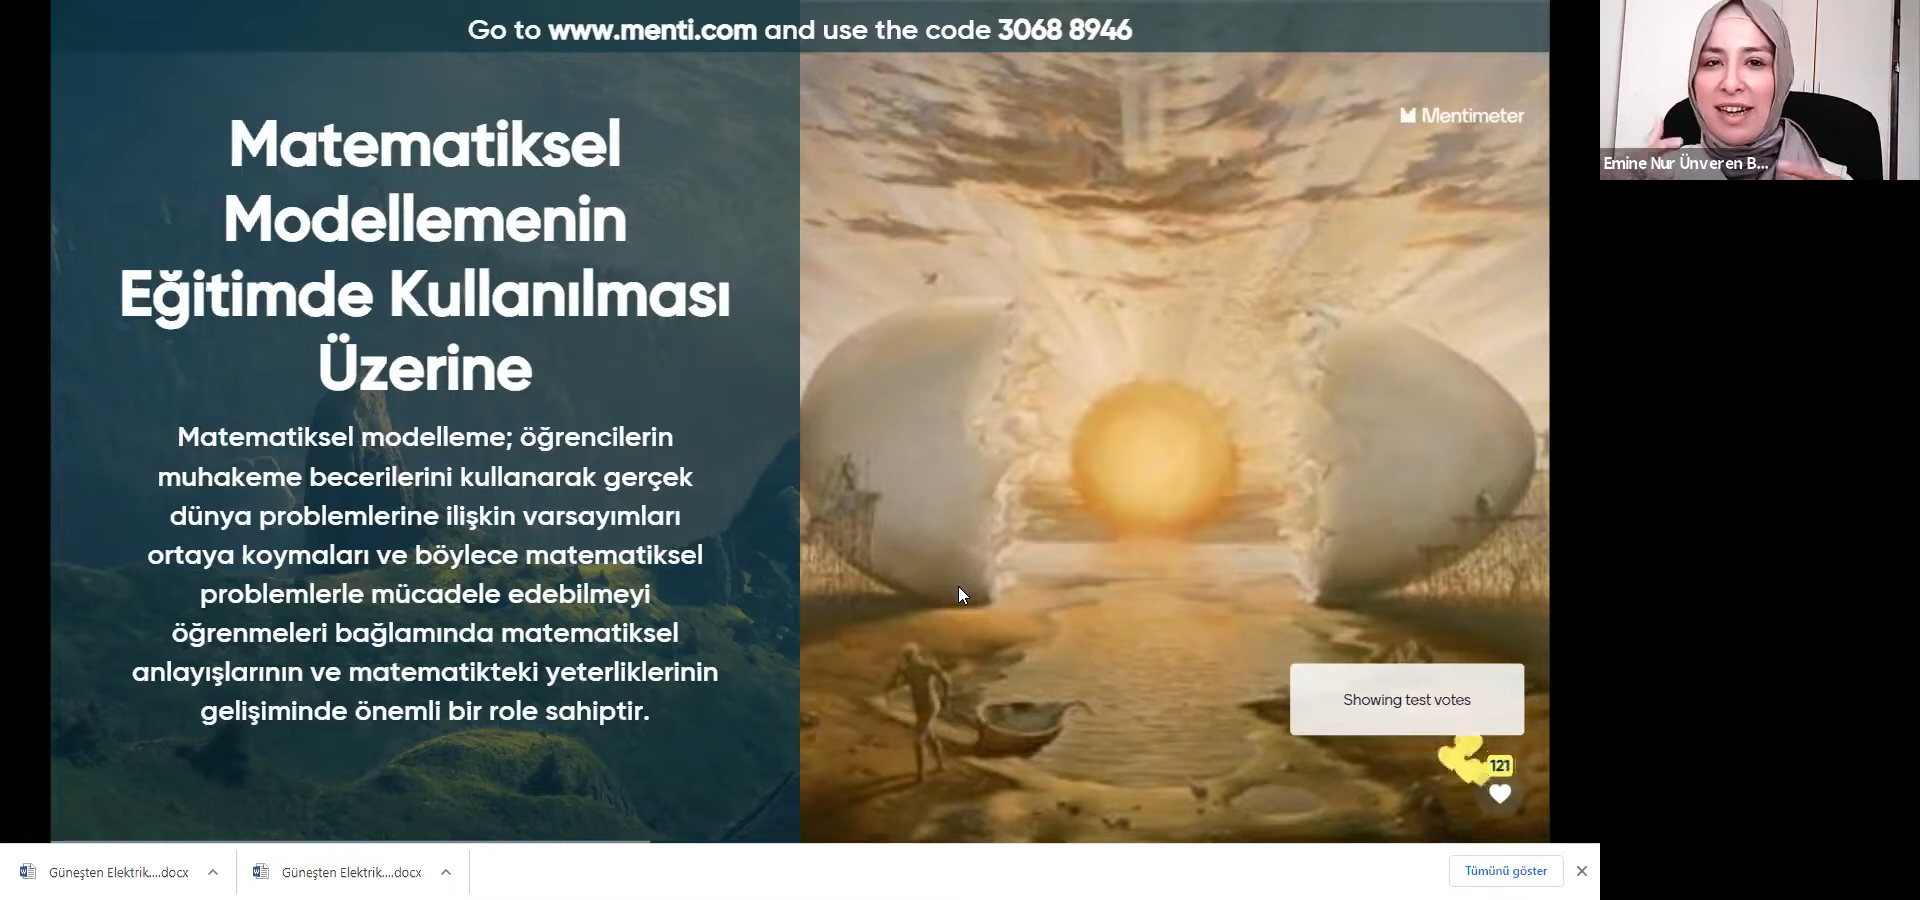 Go to www.menti.com and use the code 3068 8946
Mentimeter
Matematiksel
Modellemenin
Eğitimde Kullanılması
Üzerine
Matematiksel modelleme; öğrencilerin
muhakeme becerilerini kullanarak gerçek
dünya problemlerine ilişkin varsayımları
ortaya koymaları ve böylece matematiksel
problemlerle mücadele edebilmeyi
öğrenmeleri bağlamında matematiksel
anlayışlarının ve matematikteki yeterliklerinin
gelişiminde önemli bir role sahiptir.
Showing test votes
121
Emine Nur Ünveren B...
Güneşten Elektrik....docx
Güneşten Elektrik....docx
Tümünü göster